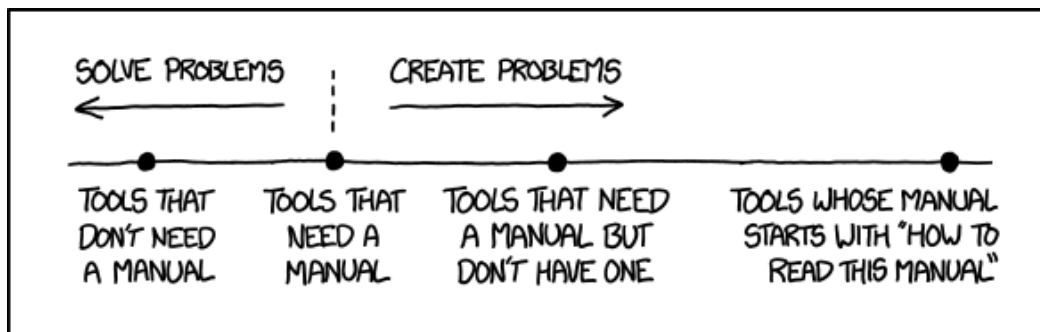 SOLVE PROBLEMS
CREATE PROBLEMS
TOOLS THAT
DON'T NEED
A MANUAL
TOOLS THAT
NEED A
MANUAL
TOOLS THAT NEED
A MANUAL BUT
DON'T HAVE ONE
TOOLS WHOSE MANUAL
STARTS WITH "HOW TO
READ THIS MANUAL"